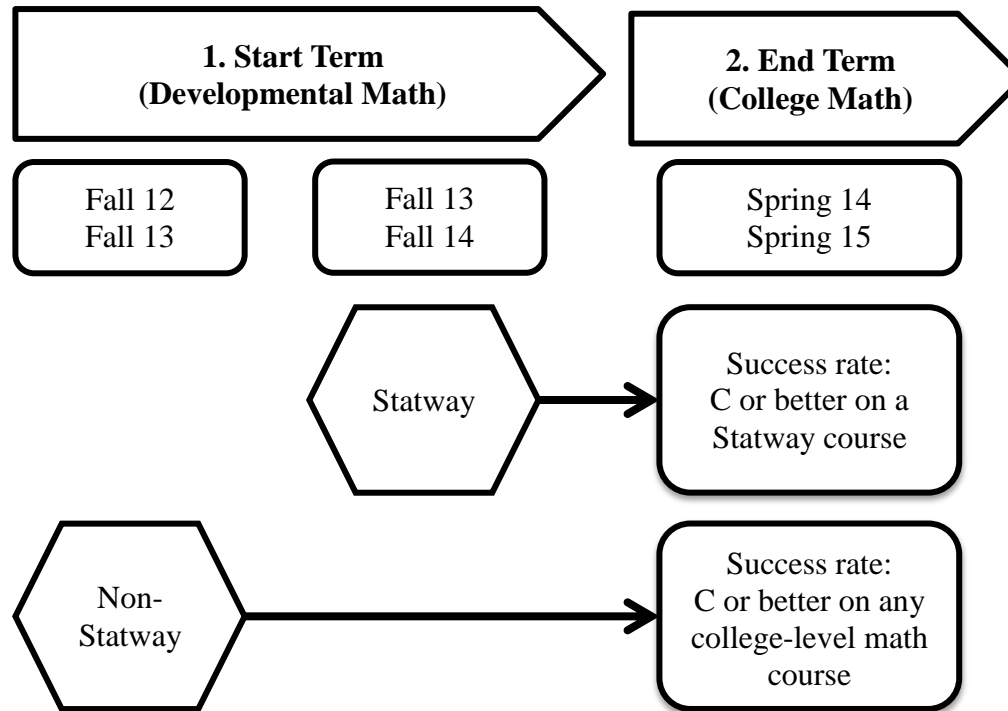 1. Start Term
(Developmental Math)
2. End Term
(College Math)
Fall 12
Fall 13
Fall 13
Fall 14
Spring 14
Spring 15
Statway
Success rate:
C or better on a
Statway course
Non-
Statway
Success rate:
C or better on any
college-level math
course